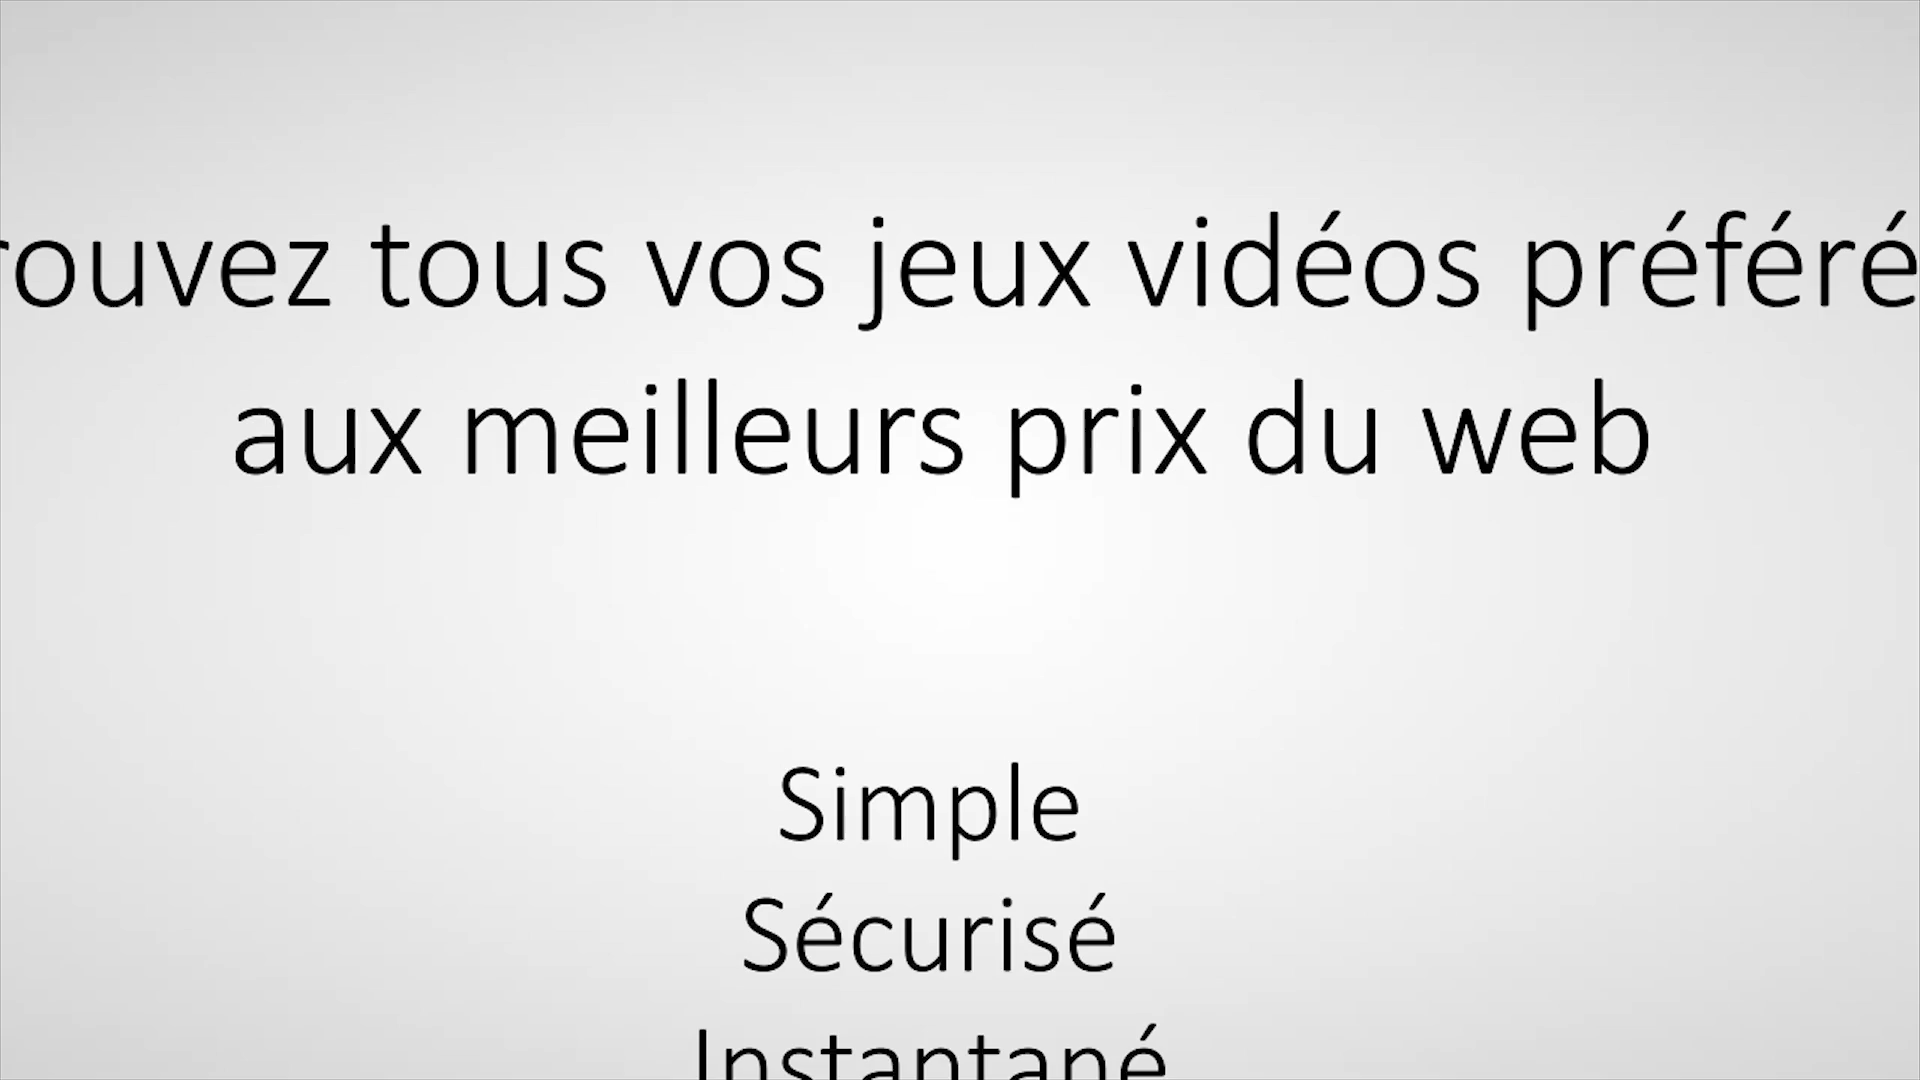 rouvez tous vos jeux vidéos préféré
aux meilleurs prix du web
Simple
Sécurisé
Instantané